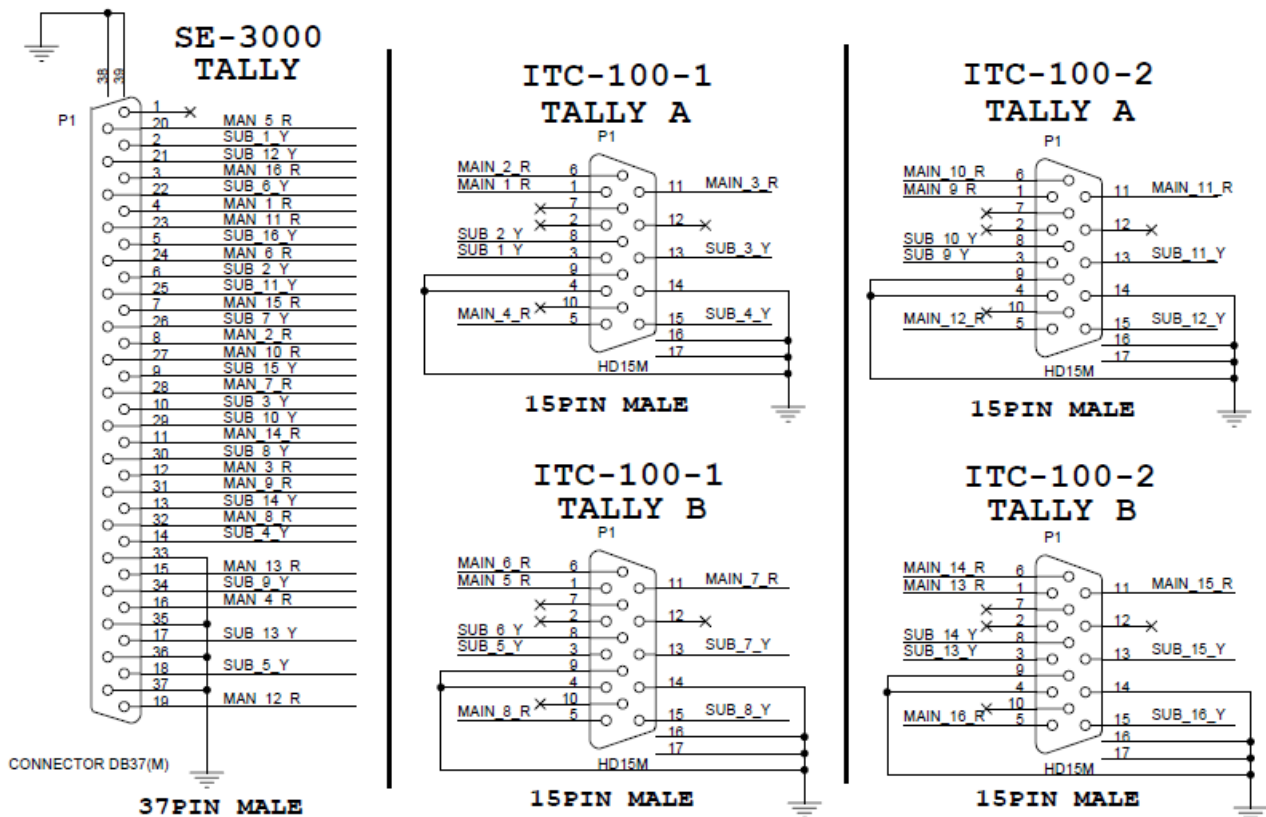 SE-3000
TALLY
38
39
P1
1
20 MAN_5_R
2 SUB_1_Y
21 SUB_12_Y
3 MAN_16_R
22 SUB_6_Y
4 MAN_1_R
23 MAN_11_R
5 SUB_16_Y
24 MAN_6_R
6 SUB_2_Y
25 SUB_11_Y
7 MAN_15_R
26 SUB_7_Y
8 MAN_2_R
27 MAN_10_R
9 SUB_15_Y
28 MAN_7_R
10 SUB_3_Y
29 SUB_10_Y
11 MAN_14_R
30 SUB_8_Y
12 MAN_3_R
31 MAN_9_R
13 SUB_14_Y
32 MAN_8_R
14 SUB_4_Y
33
15 MAN_13_R
34 SUB_9_Y
16 MAN_4_R
35
17 SUB_13_Y
36
18 SUB_5_Y
37
19 MAN_12_R
CONNECTOR DB37(M)
37PIN MALE
ITC-100-1
TALLY A
P1
MAIN_2_R 6
MAIN_1_R 1 11 MAIN_3_R
7
2 12
SUB_2_Y 8
SUB_1_Y 3 13 SUB_3_Y
9
4 14
10
MAIN_4_R 5 15 SUB_4_Y
16
17
HD15M
15PIN MALE
ITC-100-2
TALLY A
P1
MAIN_10_R 6
MAIN_9_R 1 11 MAIN_11_R
7
2 12
SUB_10_Y 8
SUB_9_Y 3 13 SUB_11_Y
9
4 14
10
MAIN_12_R 5 15 SUB_12_Y
16
17
HD15M
15PIN MALE
ITC-100-1
TALLY B
P1
MAIN_6_R 6
MAIN_5_R 1 11 MAIN_7_R
7
2 12
SUB_6_Y 8
SUB_5_Y 3 13 SUB_7_Y
9
4 14
10
MAIN_8_R 5 15 SUB_8_Y
16
17
HD15M
15PIN MALE
ITC-100-2
TALLY B
P1
MAIN_14_R 6
MAIN_13_R 1 11 MAIN_15_R
7
2 12
SUB_14_Y 8
SUB_13_Y 3 13 SUB_15_Y
9
4 14
10
MAIN_16_R 5 15 SUB_16_Y
16
17
HD15M
15PIN MALE